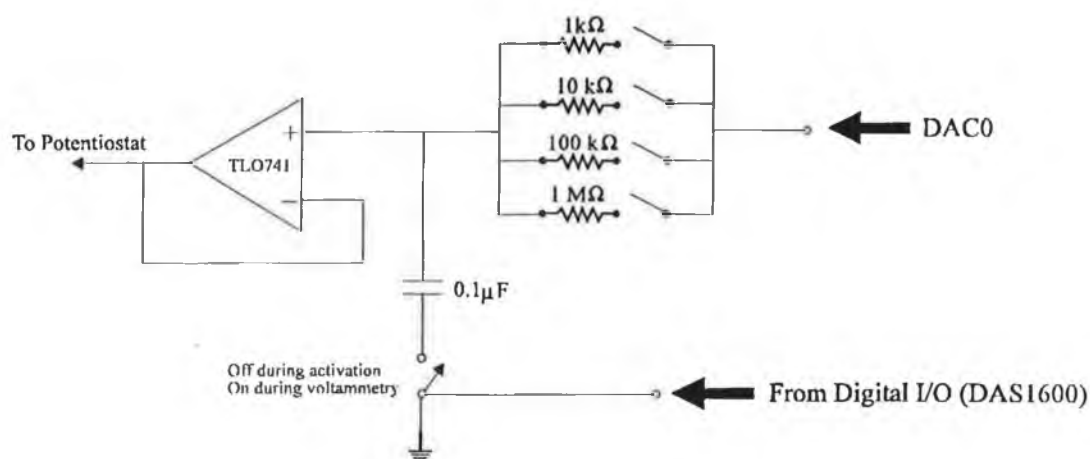 1kΩ
10 kΩ
100 kΩ
1 MΩ
DAC0
To Potentiostat
TLO741
+
−
0.1μF
Off during activation
On during voltammetry
From Digital I/O (DAS1600)